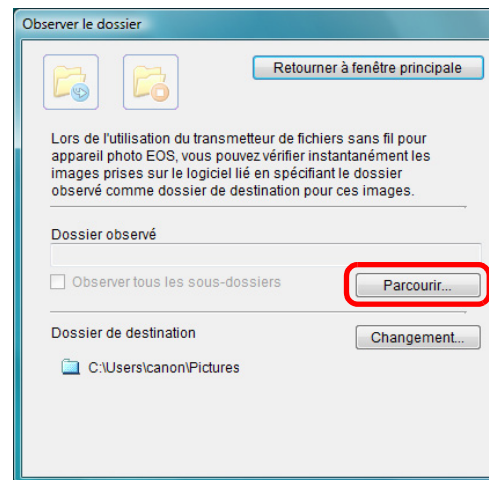 Observer le dossier
Retourner à fenêtre principale
Lors de l'utilisation du transmetteur de fichiers sans fil pour
appareil photo EOS, vous pouvez vérifier instantanément les
images prises sur le logiciel lié en spécifiant le dossier
observé comme dossier de destination pour ces images.
Dossier observé
Observer tous les sous-dossiers
Parcourir...
Dossier de destination
Changement...
C:\Users\canon\Pictures